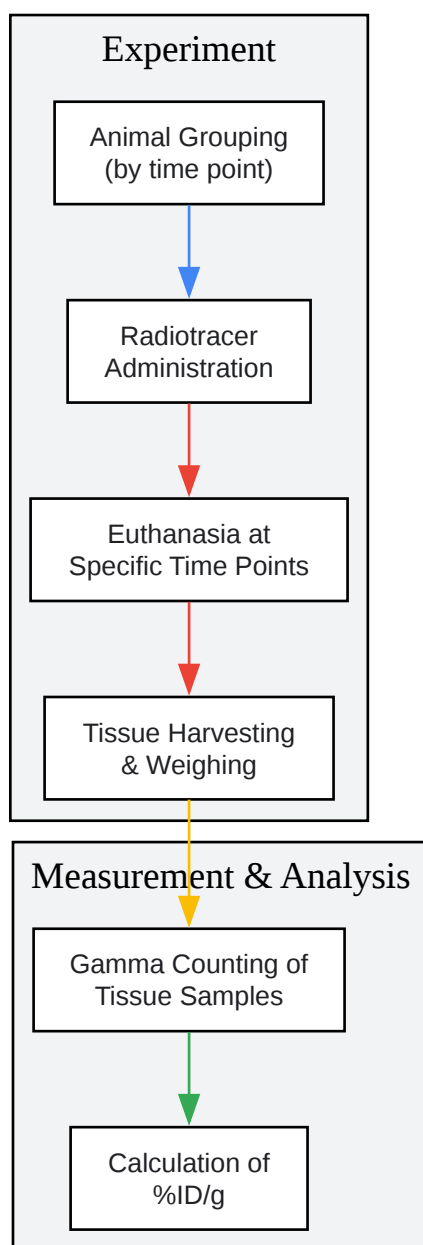 Experiment
Animal Grouping
(by time point)
Radiotracer
Administration
Euthanasia at
Specific Time Points
Tissue Harvesting
& Weighing
Measurement & Analysis
Gamma Counting of
Tissue Samples
Calculation of
%ID/g